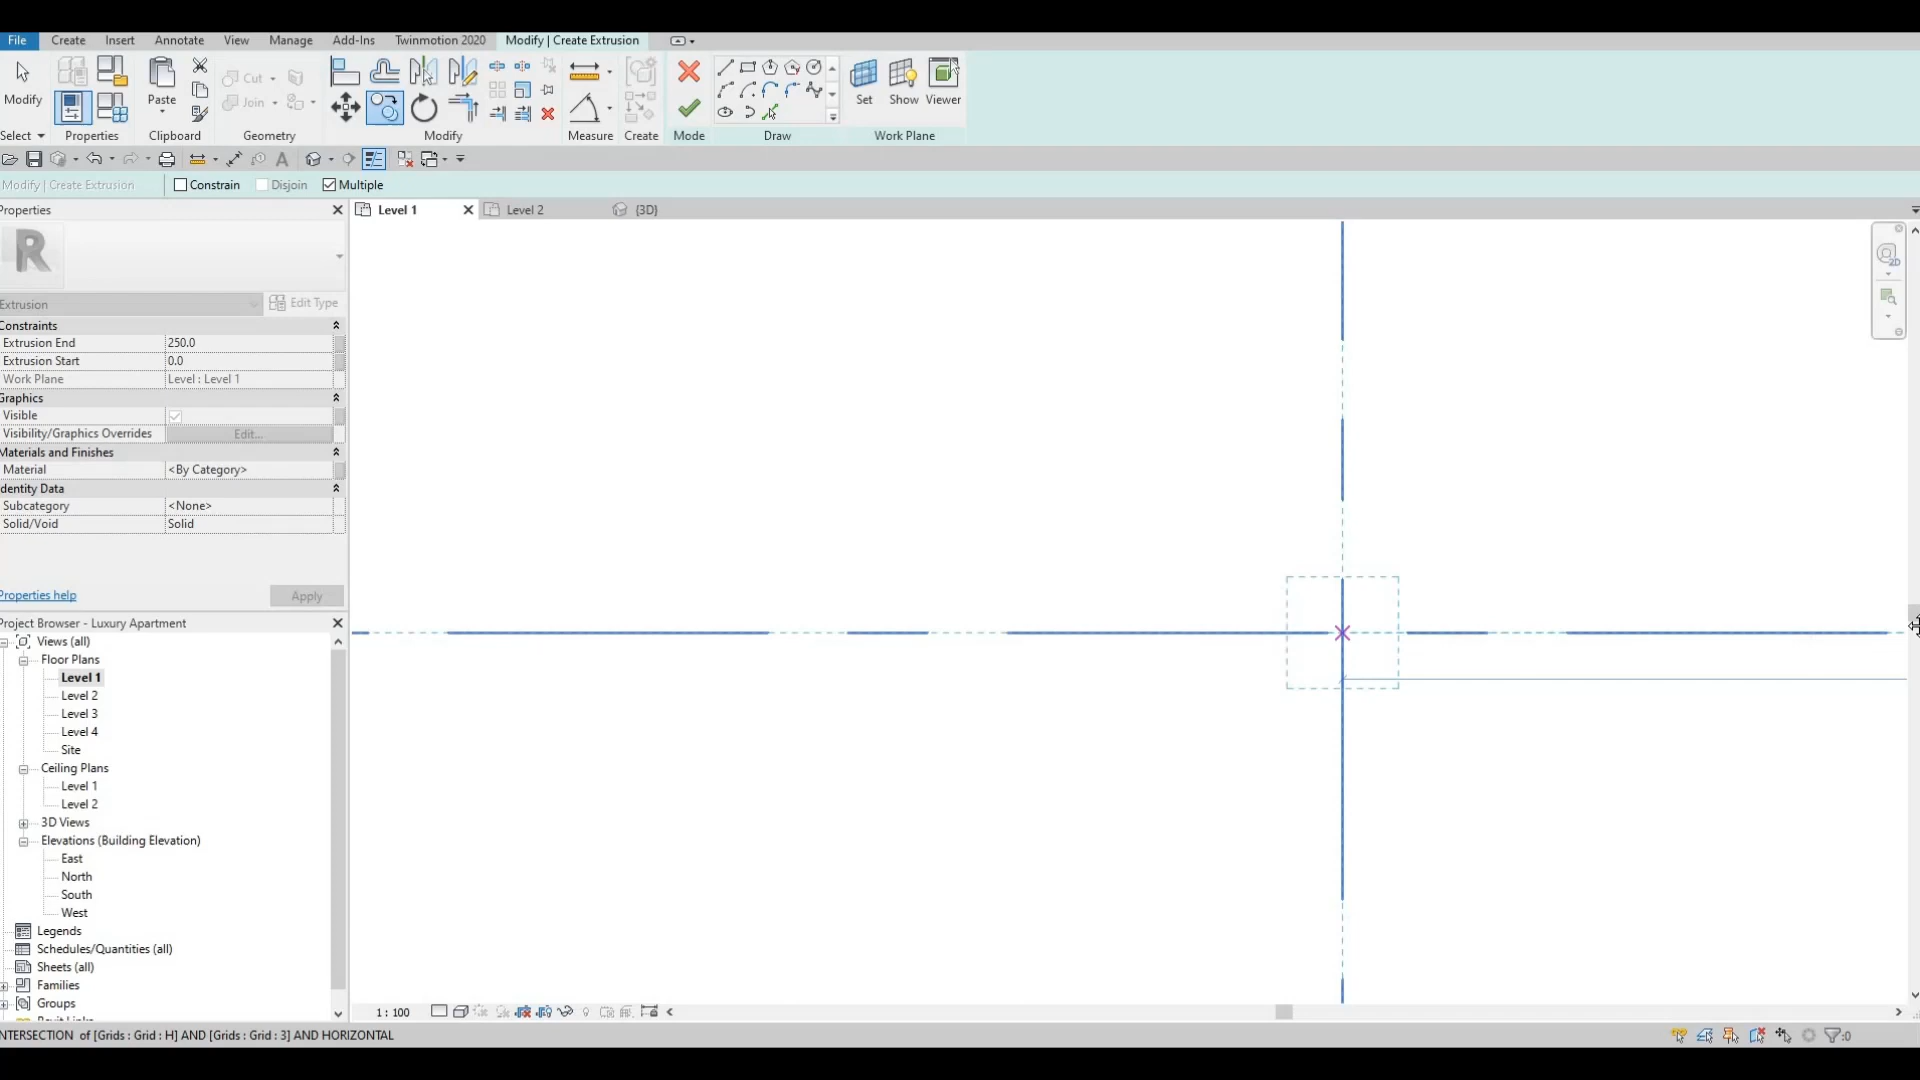 File Create Insert Annotate View Manage Add-Ins Twinmotion 2020 Modify | Create Extrusion
Cut
Join
Modify Paste Set Show Viewer
Select Properties Clipboard Geometry Modify Measure Create Mode Draw Work Plane
Modify | Create Extrusion Constrain Disjoin Multiple
Properties Level 1 Level 2 {3D}
R
Extrusion Edit Type
Constraints
Extrusion End 250.0
Extrusion Start 0.0
Work Plane Level : Level 1
Graphics
Visible
Visibility/Graphics Overrides Edit...
Materials and Finishes
Material <By Category>
dentity Data
Subcategory <None>
Solid/Void Solid
Properties help Apply
Project Browser - Luxury Apartment
Views (all)
Floor Plans
Level 1
Level 2
Level 3
Level 4
Site
Ceiling Plans
Level 1
Level 2
3D Views
Elevations (Building Elevation)
East
North
South
West
Legends
Schedules/Quantities (all)
Sheets (all)
Families
Groups
1 : 100
NTERSECTION of [Grids : Grid : H] AND [Grids : Grid : 3] AND HORIZONTAL
:0